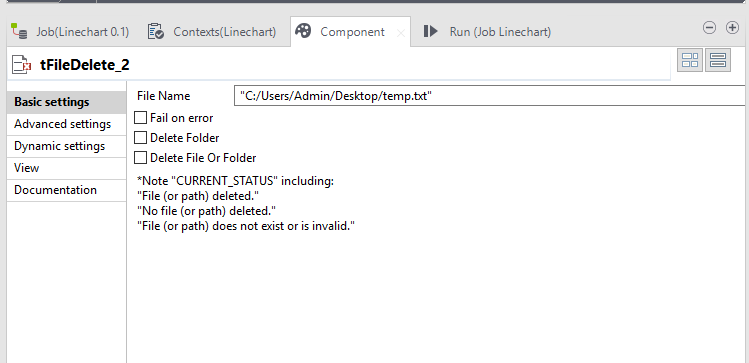 Job(Linechart 0.1) Contexts(Linechart) Component Run (Job Linechart)
tFileDelete_2
Basic settings
Advanced settings
Dynamic settings
View
Documentation
File Name "C:/Users/Admin/Desktop/temp.txt"
Fail on error
Delete Folder
Delete File Or Folder
*Note "CURRENT_STATUS" including:
"File (or path) deleted."
"No file (or path) deleted."
"File (or path) does not exist or is invalid."